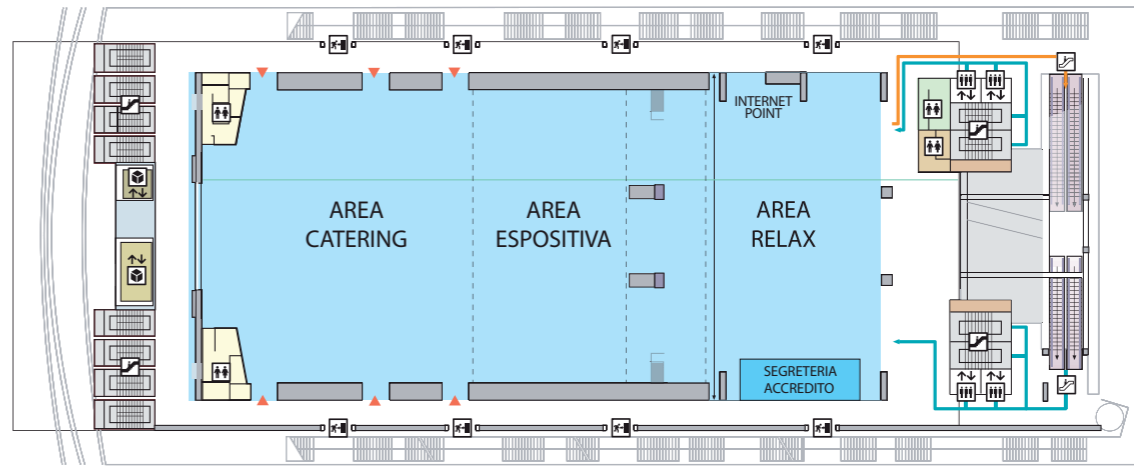 INTERNET
POINT
AREA
CATERING
AREA
ESPOSITIVA
AREA
RELAX
SEGRETERIA
ACCREDITO